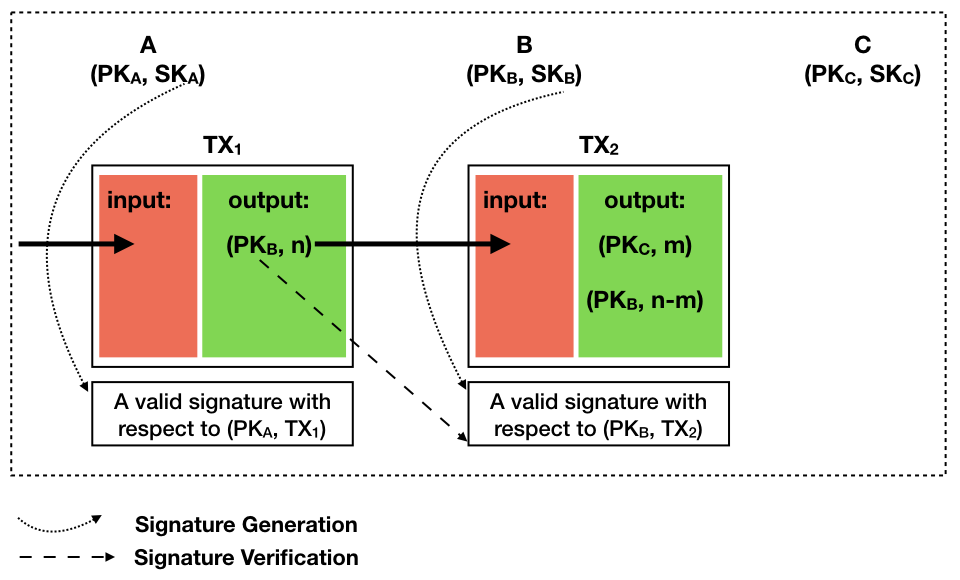 A
(PKA, SKA)
B
(PKB, SKB)
C
(PKC, SKC)
TX1
input:
output:
(PKB, n)
A valid signature with
respect to (PKA, TX1)
TX2
input:
output:
(PKC, m)
(PKB, n-m)
A valid signature with
respect to (PKB, TX2)
Signature Generation
Signature Verification